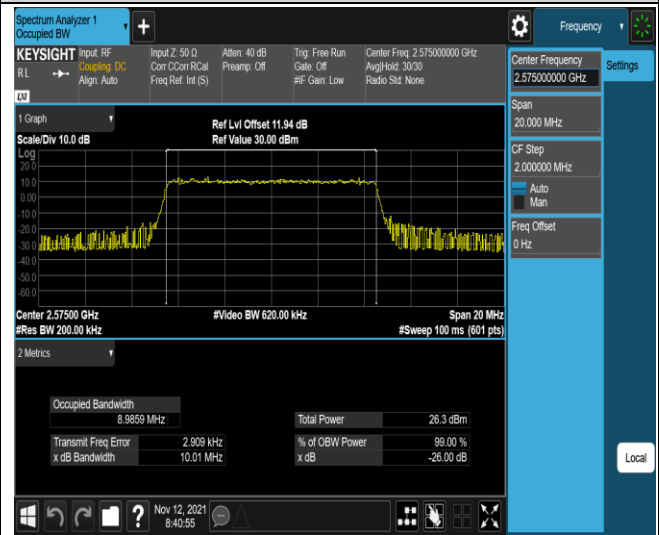 Spectrum Analyzer 1
Occupied BW
Frequency
KEYSIGHT
RL
LXI
Input: RF
Coupling: DC
Align: Auto
Input Z: 50 Ω
Corr CCorr RCal
Freq Ref: Int (S)
Atten: 40 dB
Preamp: Off
Trig: Free Run
Gate: Off
#IF Gain: Low
Center Freq: 2.575000000 GHz
Avg|Hold: 30/30
Radio Std: None
Center Frequency
2.575000000 GHz
Settings
Span
20.000 MHz
CF Step
2.000000 MHz
Auto
Man
Freq Offset
0 Hz
1 Graph
Scale/Div 10.0 dB
Ref Lvl Offset 11.94 dB
Ref Value 30.00 dBm
Log
20.0
10.0
0.00
-10.0
-20.0
-30.0
-40.0
-50.0
-60.0
Center 2.57500 GHz
#Video BW 620.00 kHz
Span 20 MHz
#Res BW 200.00 kHz
#Sweep 100 ms (601 pts)
2 Metrics
Occupied Bandwidth
8.9859 MHz
Total Power 26.3 dBm
Transmit Freq Error 2.909 kHz
% of OBW Power 99.00 %
x dB Bandwidth 10.01 MHz
x dB -26.00 dB
Local
?
Nov 12, 2021
8:40:55